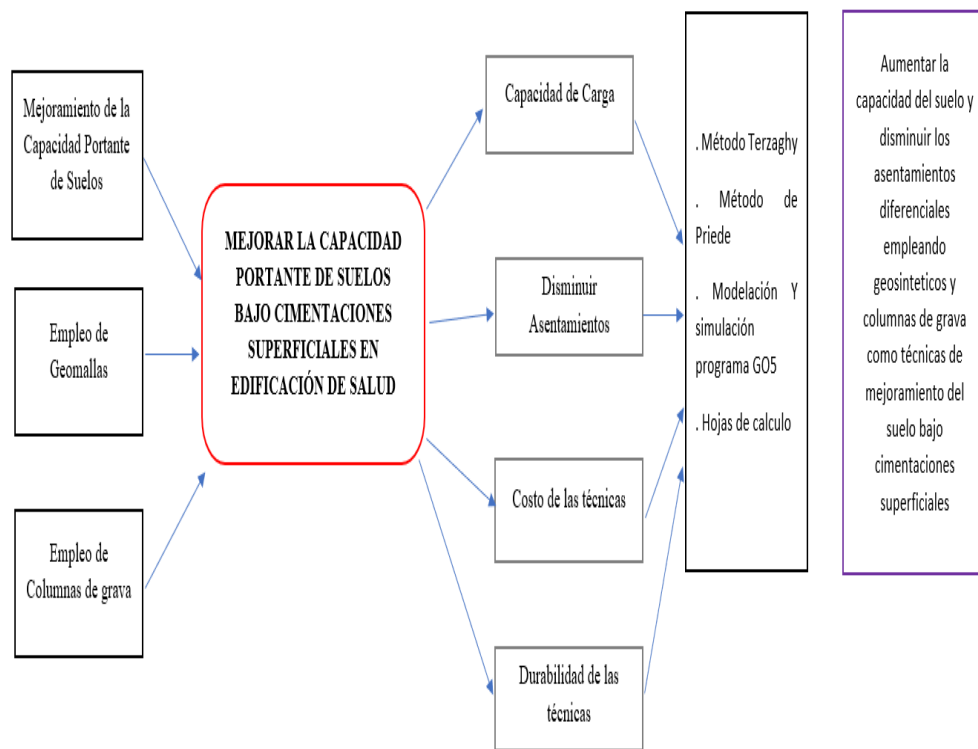 Mejoramiento de la
Capacidad Portante
de Suelos
Empleo de
Geomallas
Empleo de
Columnas de grava
MEJORAR LA CAPACIDAD
PORTANTE DE SUELOS
BAJO CIMENTACIONES
SUPERFICIALES EN
EDIFICACIÓN DE SALUD
Capacidad de Carga
Disminuir
Asentamientos
Costo de las técnicas
Durabilidad de las
técnicas
. Método Terzaghy
. Método de
Priede
. Modelación Y
simulación
programa GO5
. Hojas de calculo
Aumentar la
capacidad del suelo y
disminuir los
asentamientos
diferenciales
empleando
geosinteticos y
columnas de grava
como técnicas de
mejoramiento del
suelo bajo
cimentaciones
superficiales